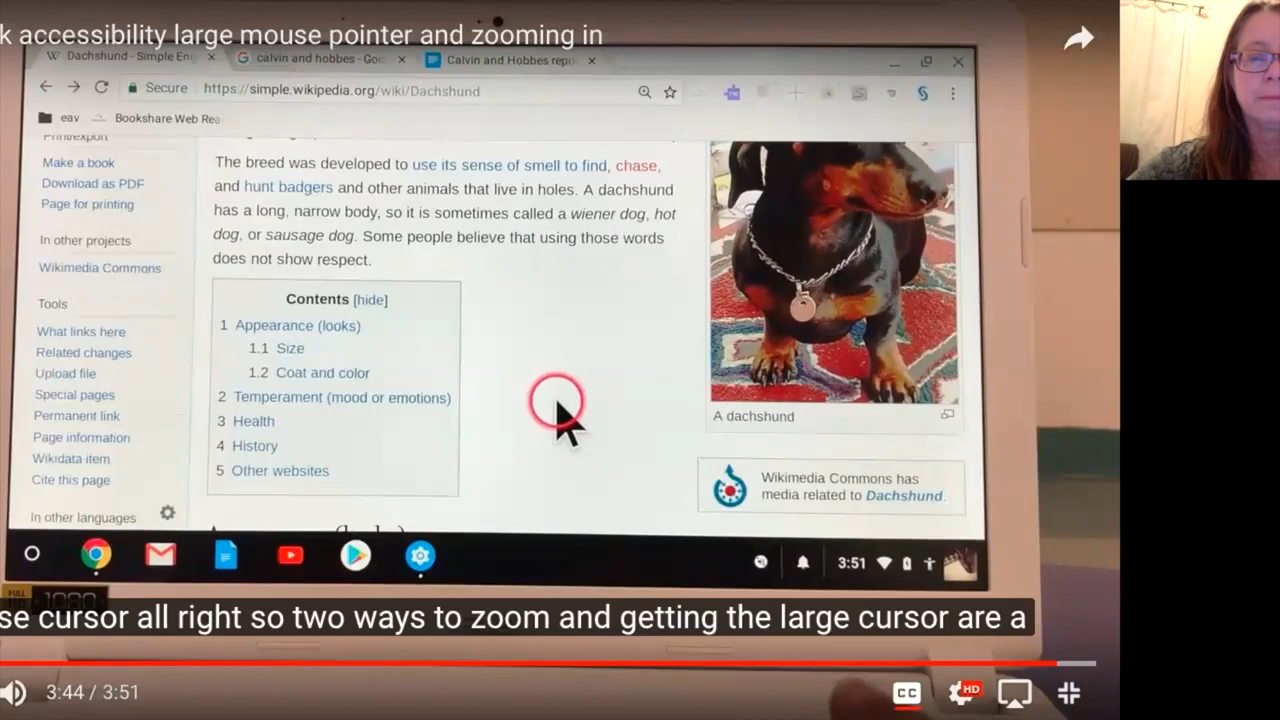 k accessibility large mouse pointer and zooming in
Dachshund - Simple Eng
calvin and hobbes - Goo
Calvin and Hobbes repo
Secure
https://simple.wikipedia.org/wiki/Dachshund
eav
Bookshare Web Rea
Print/export
Make a book
Download as PDF
Page for printing
In other projects
Wikimedia Commons
Tools
What links here
Related changes
Upload file
Special pages
Permanent link
Page information
Wikidata item
Cite this page
In other languages
The breed was developed to use its sense of smell to find, chase,
and hunt badgers and other animals that live in holes. A dachshund
has a long, narrow body, so it is sometimes called a wiener dog, hot
dog, or sausage dog. Some people believe that using those words
does not show respect.
Contents [hide]
1 Appearance (looks)
1.1 Size
1.2 Coat and color
2 Temperament (mood or emotions)
3 Health
4 History
5 Other websites
A dachshund
Wikimedia Commons has
media related to Dachshund.
3:51
FULL
1080
se cursor all right so two ways to zoom and getting the large cursor are a
3:44 / 3:51
CC
HD